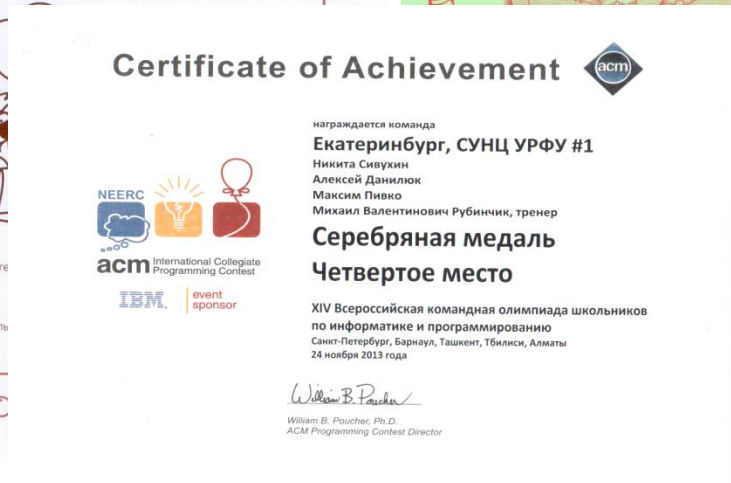 Certificate of Achievement
acm
награждается команда
Екатеринбург, СУНЦ УРФУ #1
Никита Сивухин
Алексей Данилюк
Максим Пивко
Михаил Валентинович Рубинчик, тренер
Серебряная медаль
Четвертое место
XIV Всероссийская командная олимпиада школьников
по информатике и программированию
Санкт-Петербург, Барнаул, Ташкент, Тбилиси, Алматы
24 ноября 2013 года
NEERC
acm International Collegiate
Programming Contest
IBM. event
sponsor
William B. Poucher
William B. Poucher, Ph.D.
ACM Programming Contest Director